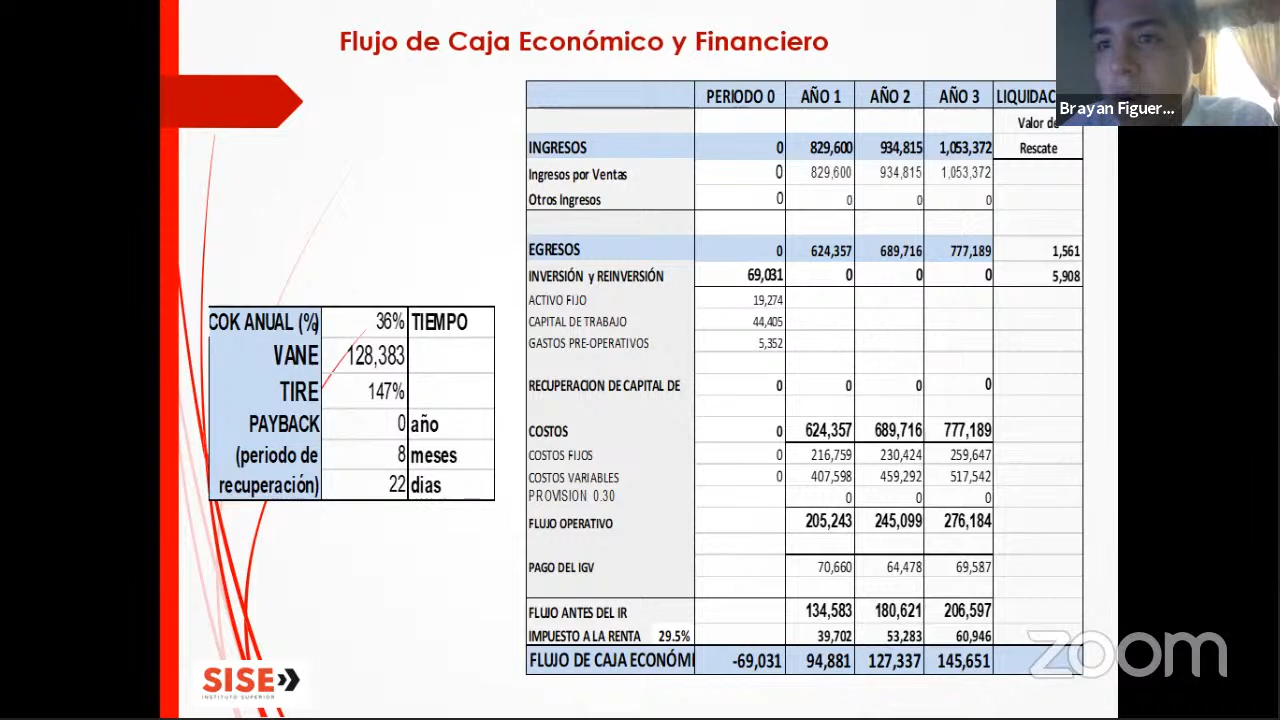 Flujo de Caja Económico y Financiero
Brayan Figuer...
PERIODO 0 AÑO 1 AÑO 2 AÑO 3 LIQUIDAC
Valor de
INGRESOS 0 829,600 934,815 1,053,372 Rescate
Ingresos por Ventas 0 829,600 934,815 1,053,372
Otros Ingresos 0 0 0 0
EGRESOS 0 624,357 689,716 777,189 1,561
INVERSIÓN y REINVERSIÓN 69,031 0 0 0 5,908
ACTIVO FIJO 19,274
CAPITAL DE TRABAJO 44,405
GASTOS PRE-OPERATIVOS 5,352
RECUPERACION DE CAPITAL DE 0 0 0 0
COSTOS 0 624,357 689,716 777,189
COSTOS FIJOS 0 216,759 230,424 259,647
COSTOS VARIABLES 0 407,598 459,292 517,542
PROVISION 0.30 0 0 0
FLUJO OPERATIVO 205,243 245,099 276,184
PAGO DEL IGV 70,660 64,478 69,587
FLUJO ANTES DEL IR 134,583 180,621 206,597
IMPUESTO A LA RENTA 29.5% 39,702 53,283 60,946
FLUJO DE CAJA ECONÓMI -69,031 94,881 127,337 145,651
COK ANUAL (%) 36% TIEMPO
VANE 128,383
TIRE 147%
PAYBACK 0 año
(periodo de 8 meses
recuperación) 22 dias
SISE
INSTITUTO SUPERIOR
zoom